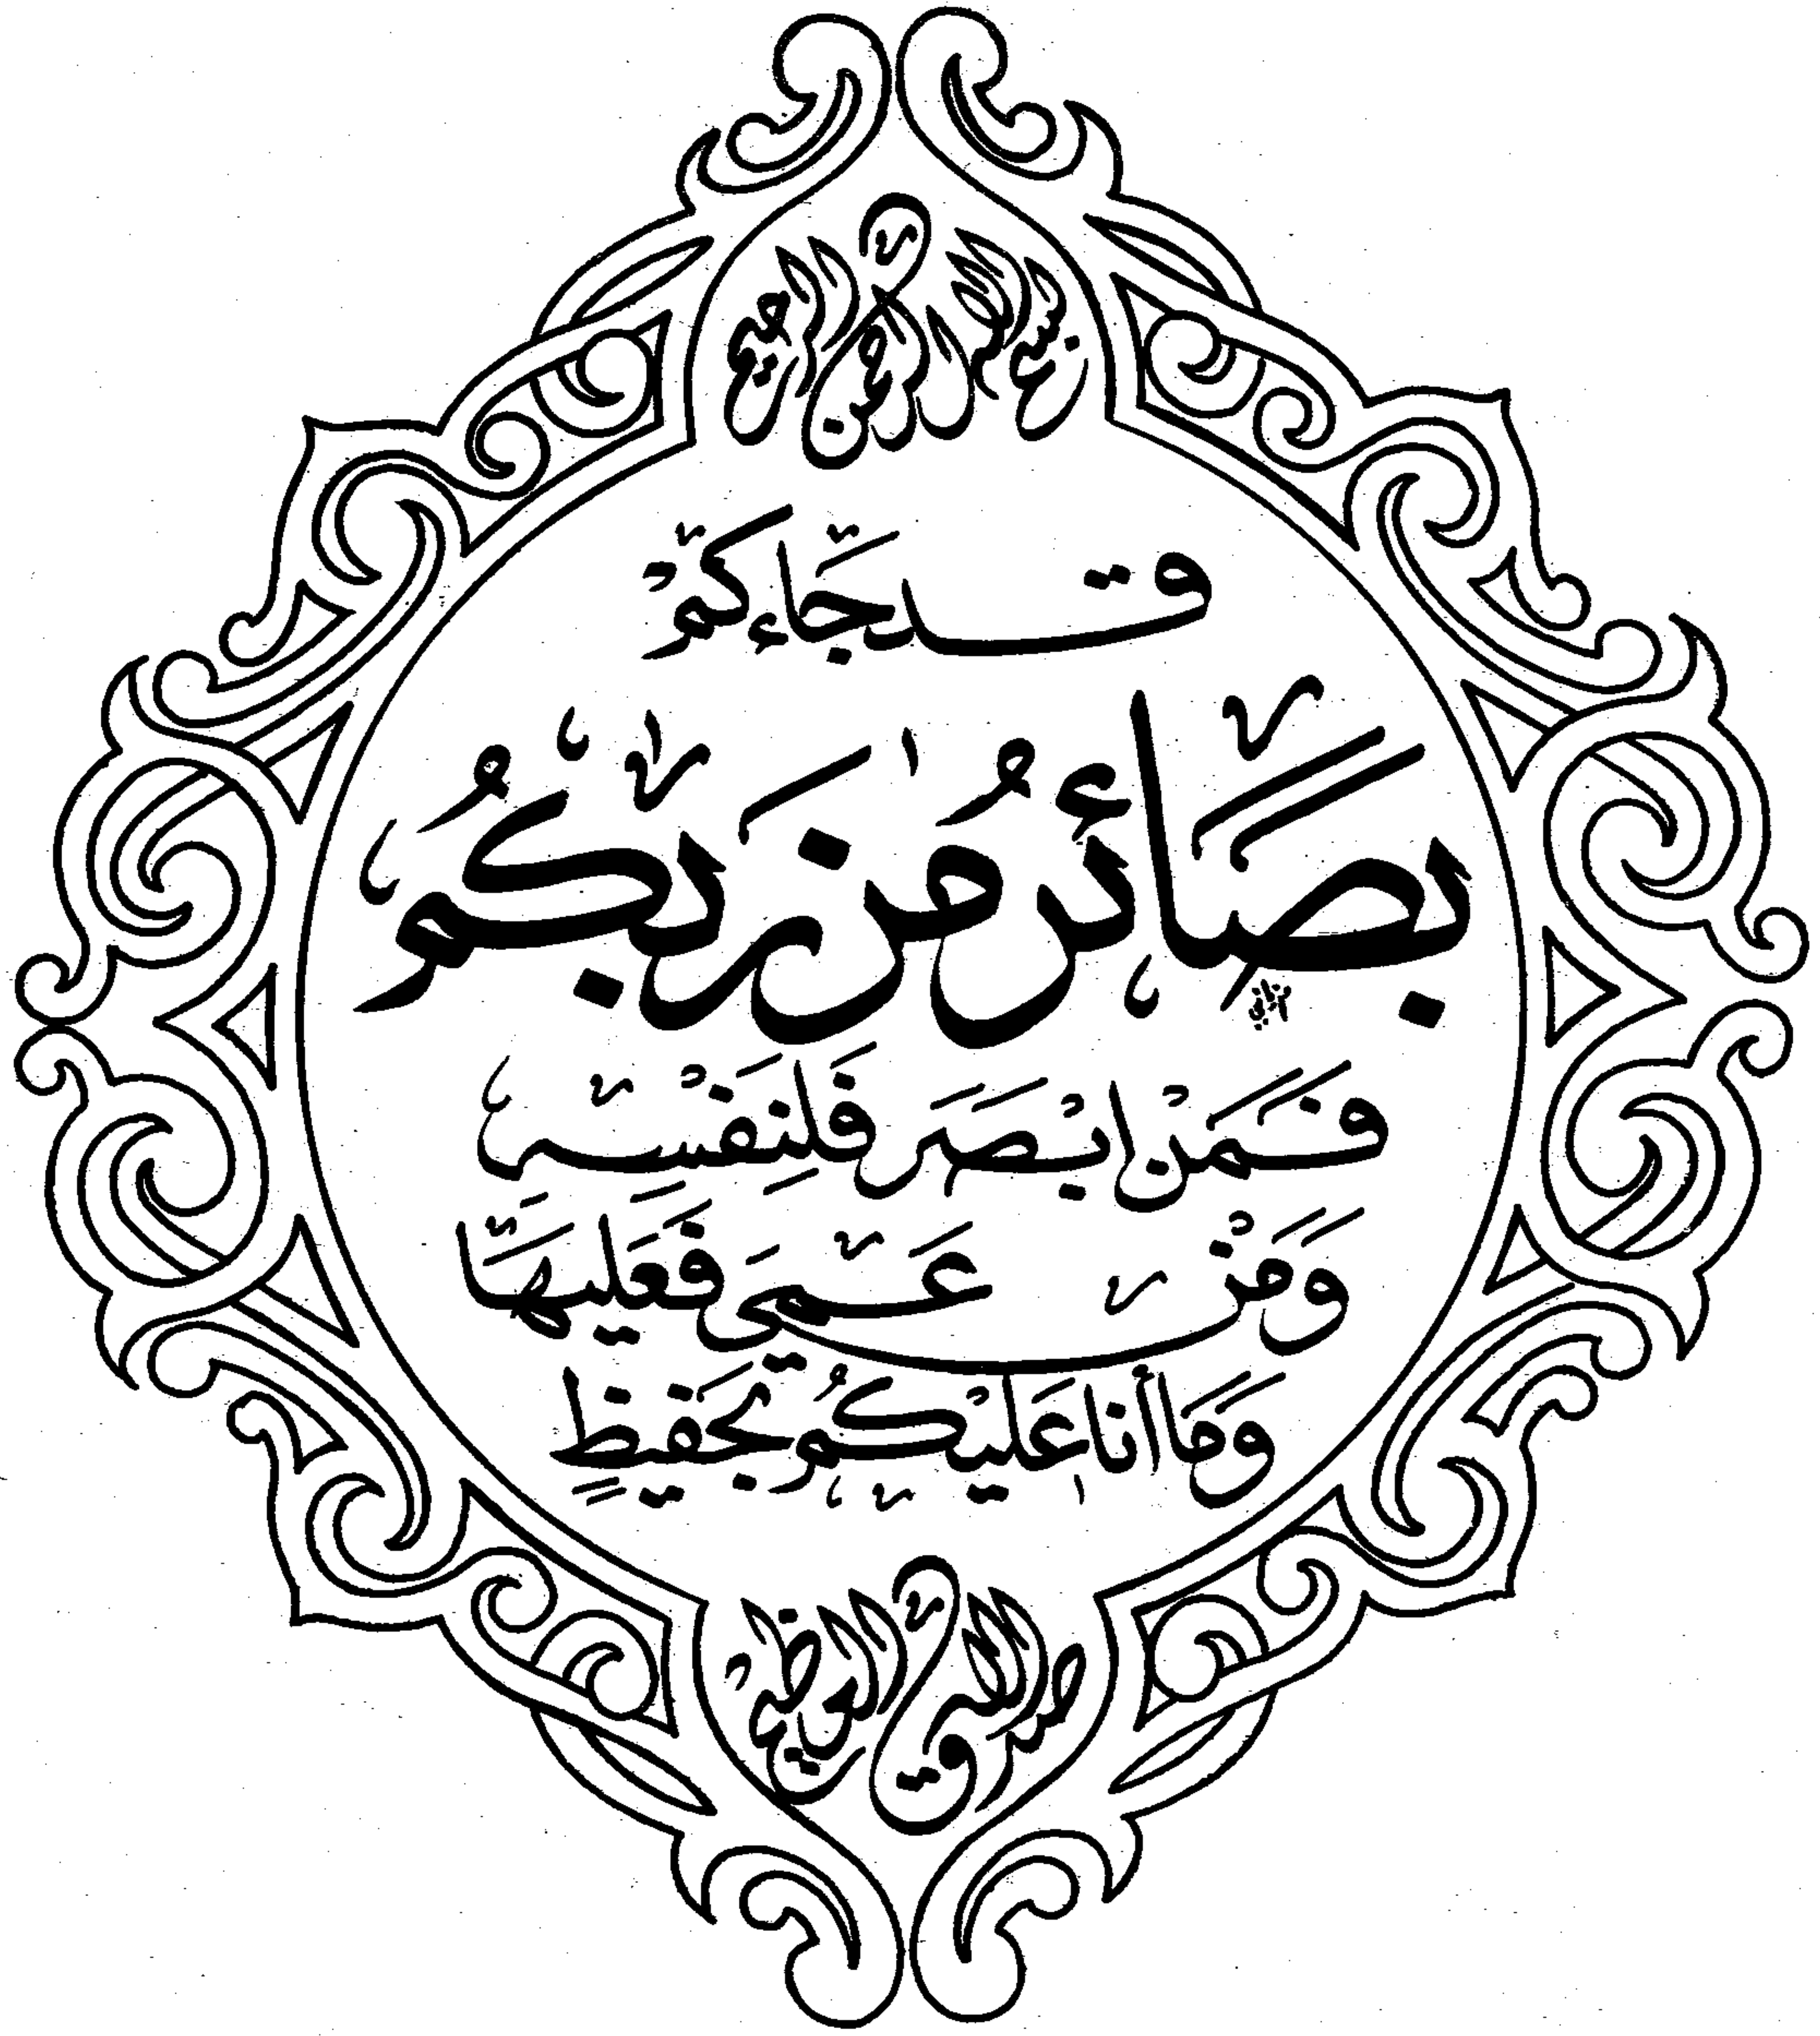 بسم الله الرحمن الرحيم
قد جاءكم
بصائر من ربكم
فمن ابصر فلنفسه
ومن عمي فعليها
وما أنا عليكم بحفيظ
صدق الله العظيم